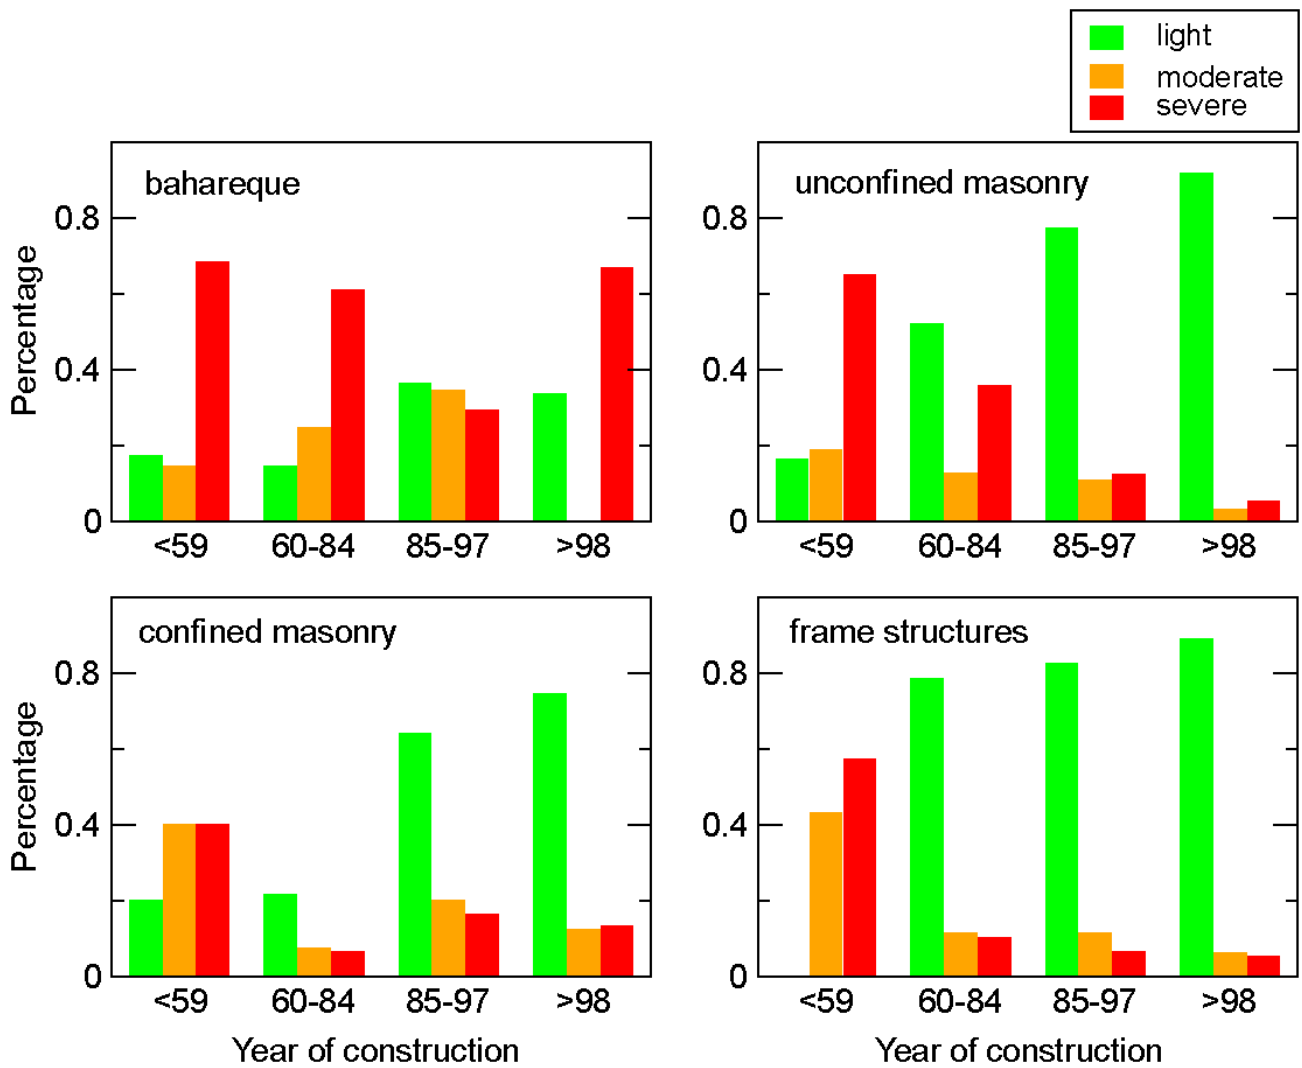 light
moderate
severe
bahareque
0.8
0.4
0
Percentage
<59 60-84 85-97 >98
unconfined masonry
0.8
0.4
0
<59 60-84 85-97 >98
confined masonry
0.8
0.4
0
Percentage
<59 60-84 85-97 >98
Year of construction
frame structures
0.8
0.4
0
<59 60-84 85-97 >98
Year of construction